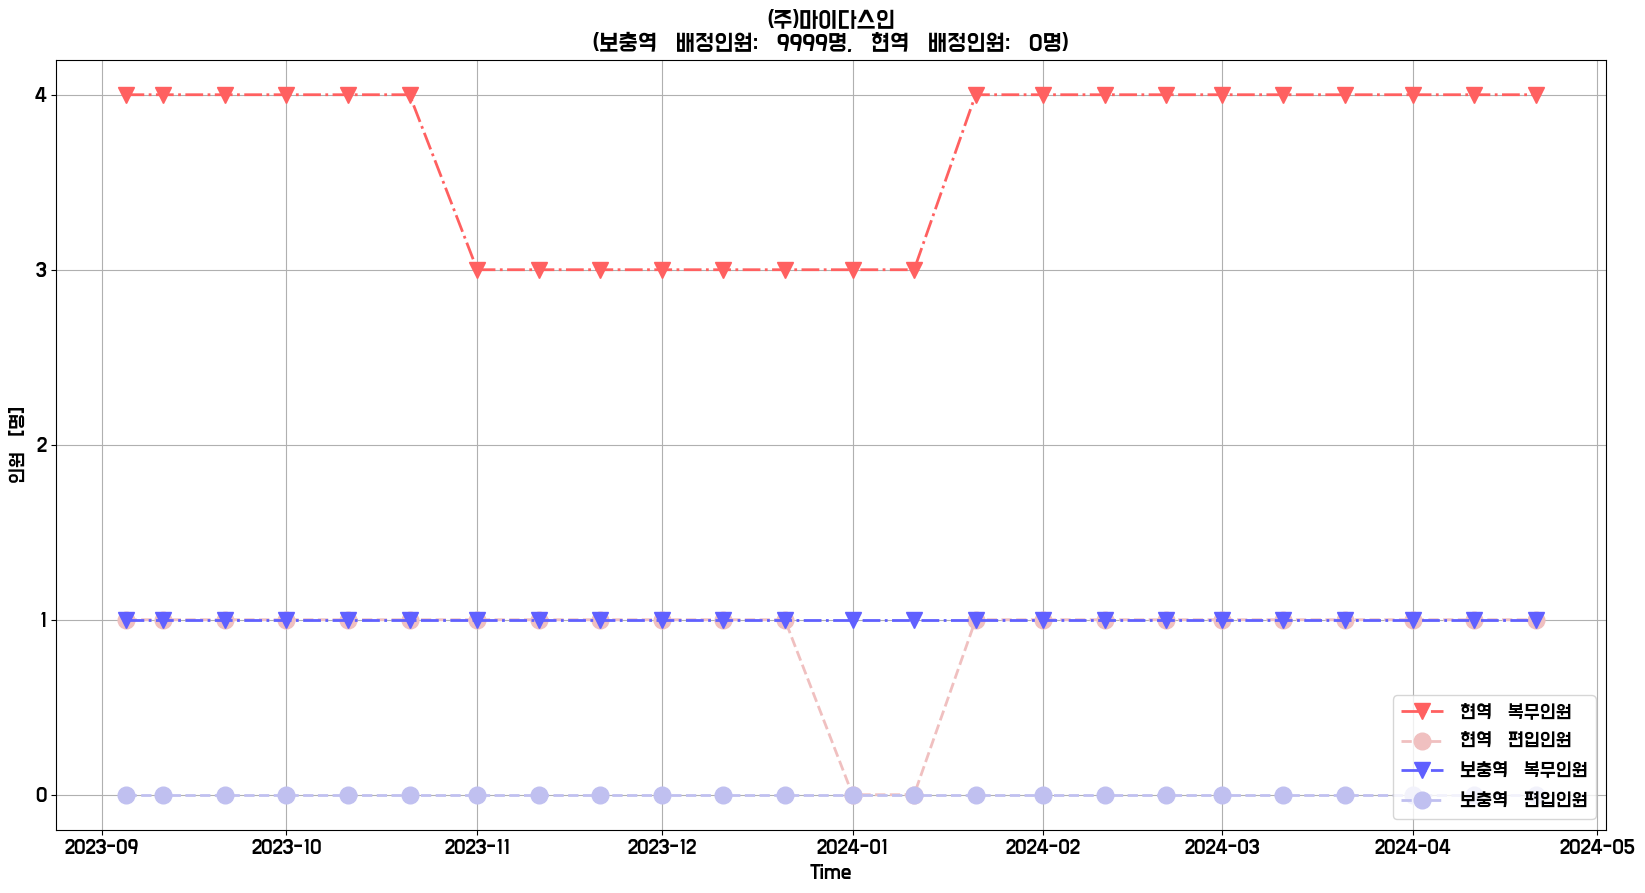 (주)마이다스인
(보충역 배정인원: 9999명, 현역 배정인원: 0명)
4
3
2
1
0
인원 [명]
2023-09 2023-10 2023-11 2023-12 2024-01 2024-02 2024-03 2024-04 2024-05
Time
현역 복무인원
현역 편입인원
보충역 복무인원
보충역 편입인원